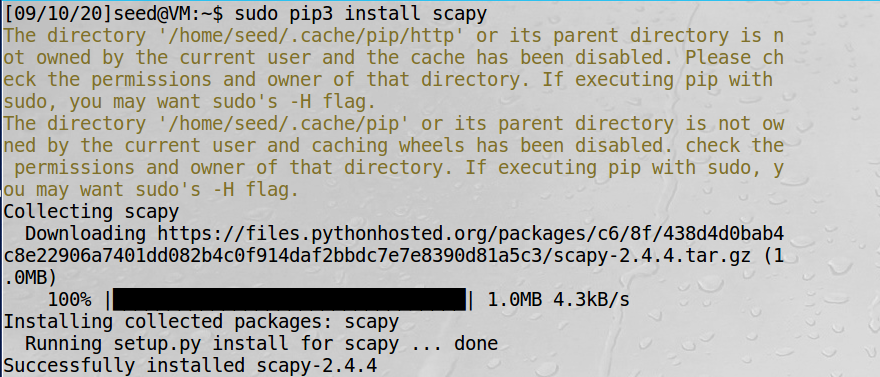 [09/10/20]seed@VM:~$ sudo pip3 install scapy
The directory '/home/seed/.cache/pip/http' or its parent directory is n
ot owned by the current user and the cache has been disabled. Please ch
eck the permissions and owner of that directory. If executing pip with
sudo, you may want sudo's -H flag.
The directory '/home/seed/.cache/pip' or its parent directory is not ow
ned by the current user and caching wheels has been disabled. check the
 permissions and owner of that directory. If executing pip with sudo, y
ou may want sudo's -H flag.
Collecting scapy
  Downloading https://files.pythonhosted.org/packages/c6/8f/438d4d0bab4
c8e22906a7401dd082b4c0f914daf2bbdc7e7e8390d81a5c3/scapy-2.4.4.tar.gz (1
.0MB)
    100% |████████████████████████████████| 1.0MB 4.3kB/s
Installing collected packages: scapy
  Running setup.py install for scapy ... done
Successfully installed scapy-2.4.4